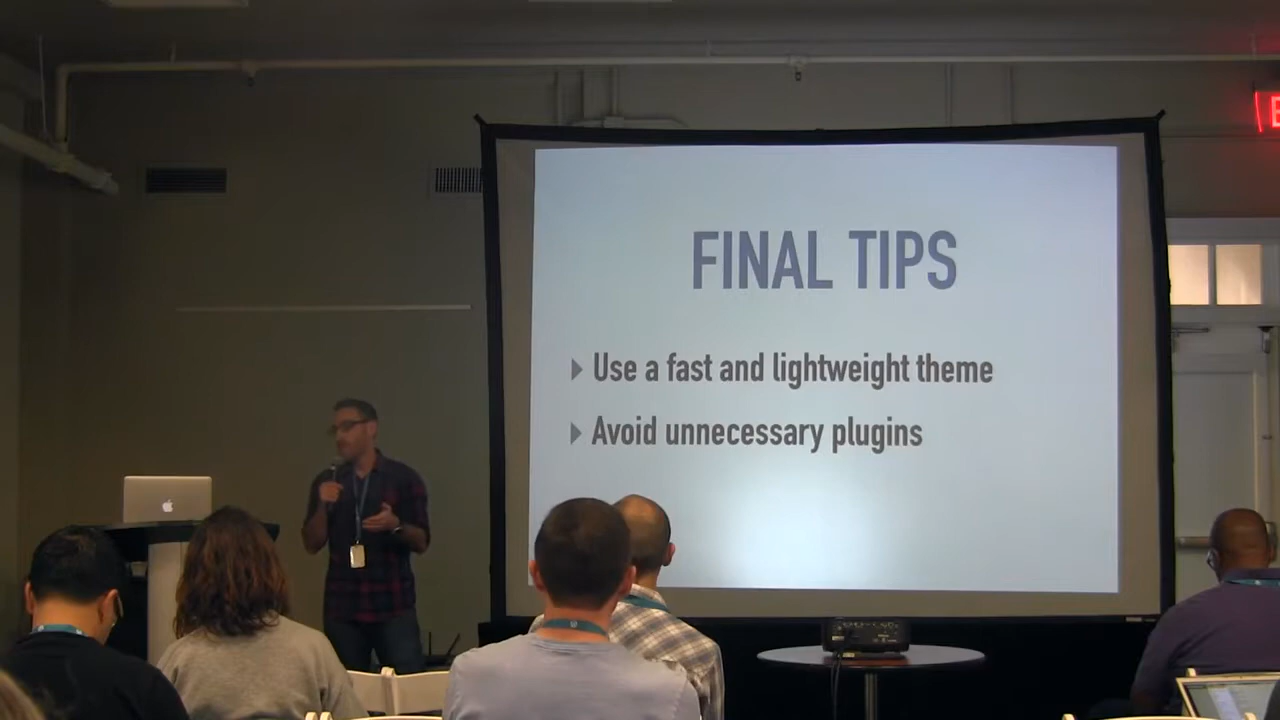 FINAL TIPS
Use a fast and lightweight theme
Avoid unnecessary plugins